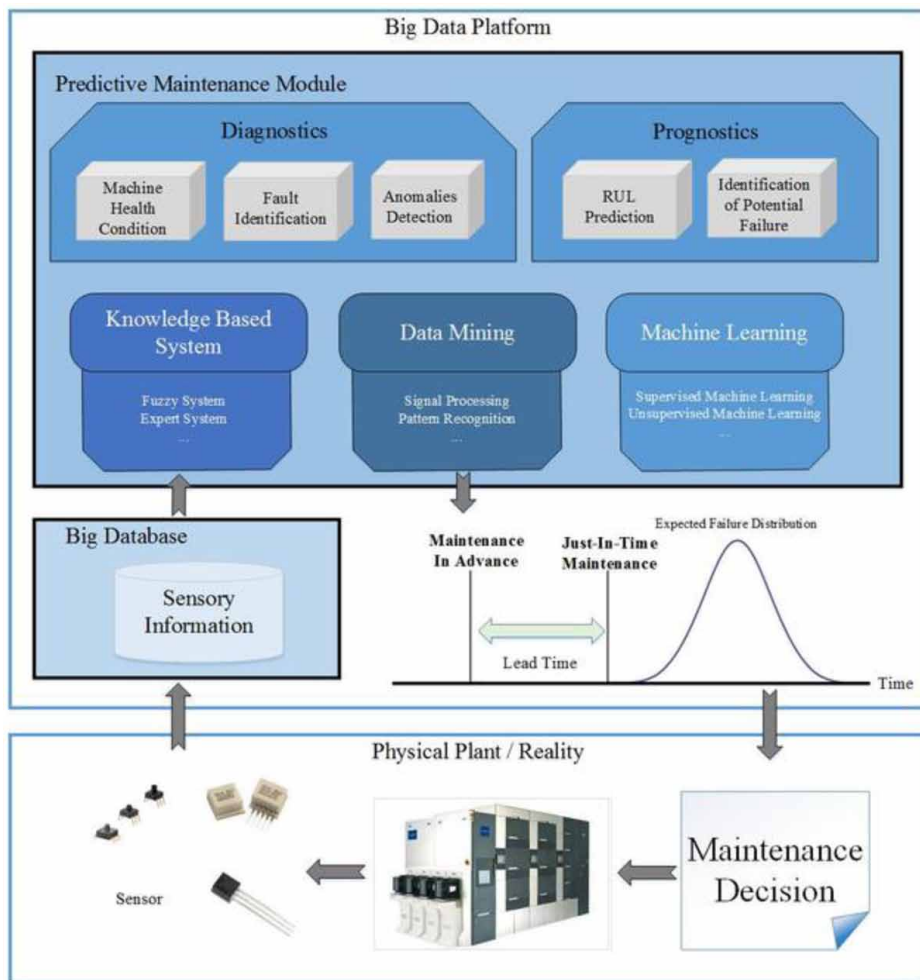 Big Data Platform
Predictive Maintenance Module
Diagnostics
Machine
Health
Condition
Fault
Identification
Anomalies
Detection
Prognostics
RUL
Prediction
Identification
of Potential
Failure
Knowledge Based
System
Fuzzy System
Expert System
...
Data Mining
Signal Processing
Pattern Recognition
...
Machine Learning
Supervised Machine Learning
Unsupervised Machine Learning
...
Big Database
Sensory
Information
Maintenance
In Advance
Just-In-Time
Maintenance
Expected Failure Distribution
Lead Time
Time
Physical Plant / Reality
Sensor
Maintenance
Decision